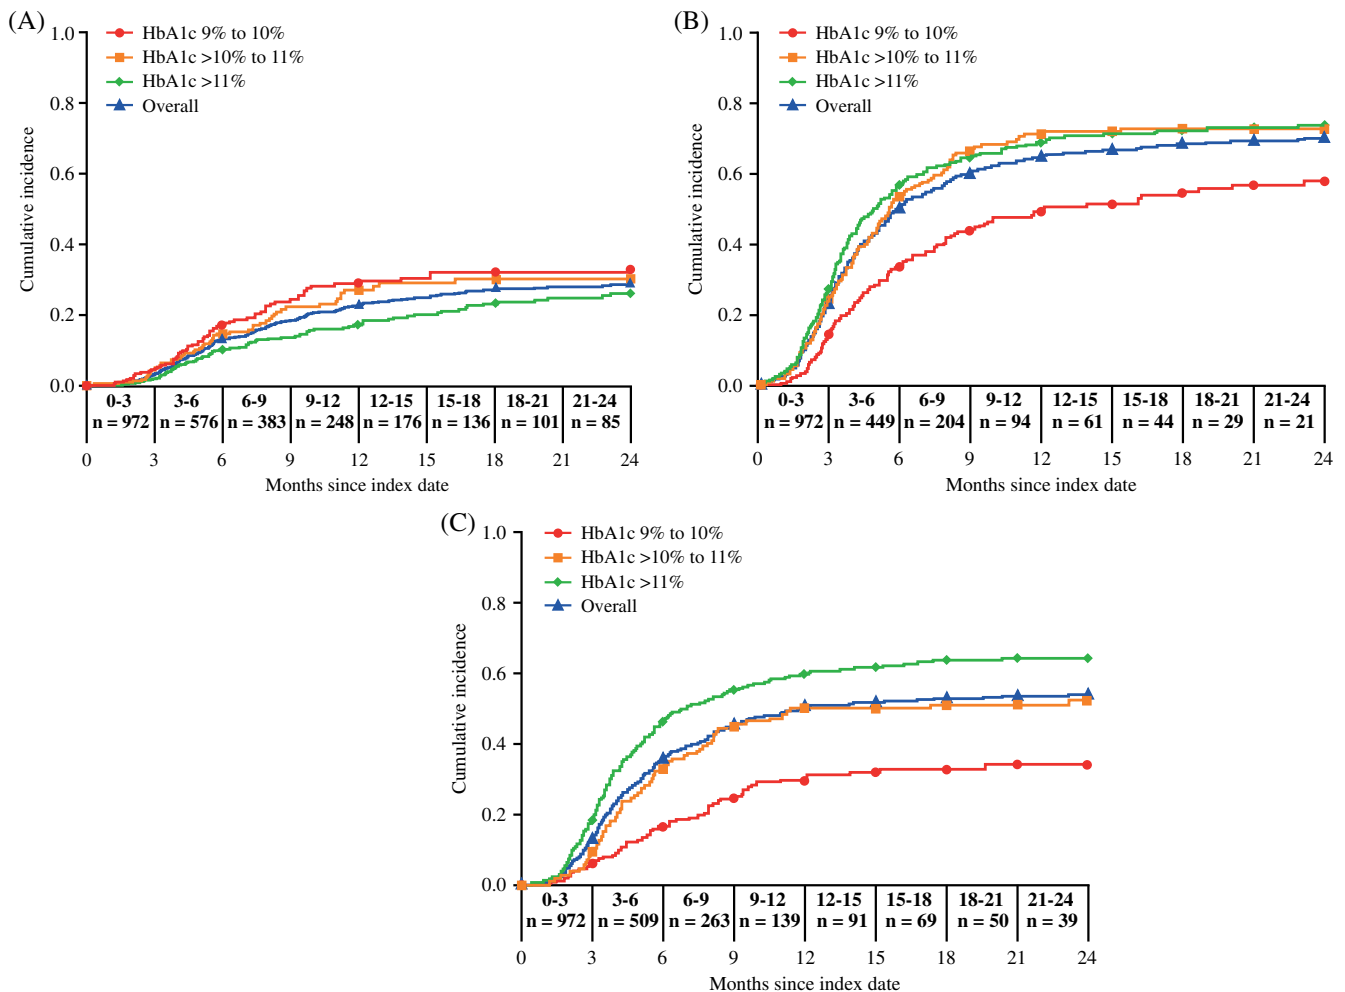 (A)
HbA1c 9% to 10%
HbA1c >10% to 11%
HbA1c >11%
Overall
Cumulative incidence
1.0
0.8
0.6
0.4
0.2
0.0
0-3 3-6 6-9 9-12 12-15 15-18 18-21 21-24
n = 972 n = 576 n = 383 n = 248 n = 176 n = 136 n = 101 n = 85
0 3 6 9 12 15 18 21 24
Months since index date
(B)
HbA1c 9% to 10%
HbA1c >10% to 11%
HbA1c >11%
Overall
Cumulative incidence
1.0
0.8
0.6
0.4
0.2
0.0
0-3 3-6 6-9 9-12 12-15 15-18 18-21 21-24
n = 972 n = 449 n = 204 n = 94 n = 61 n = 44 n = 29 n = 21
0 3 6 9 12 15 18 21 24
Months since index date
(C)
HbA1c 9% to 10%
HbA1c >10% to 11%
HbA1c >11%
Overall
Cumulative incidence
1.0
0.8
0.6
0.4
0.2
0.0
0-3 3-6 6-9 9-12 12-15 15-18 18-21 21-24
n = 972 n = 509 n = 263 n = 139 n = 91 n = 69 n = 50 n = 39
0 3 6 9 12 15 18 21 24
Months since index date